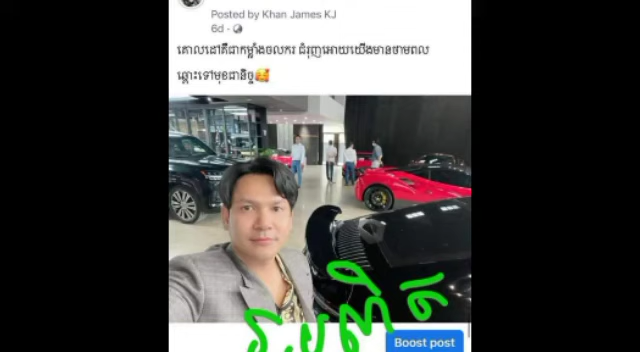 Posted by Khan James KJ
6d ·
គោលដៅគឺជាកម្លាំងចលករ ជំរុញអោយយើងមានថាមពល
ឆ្ពោះទៅមុខជានិច្ច🥰
Boost post